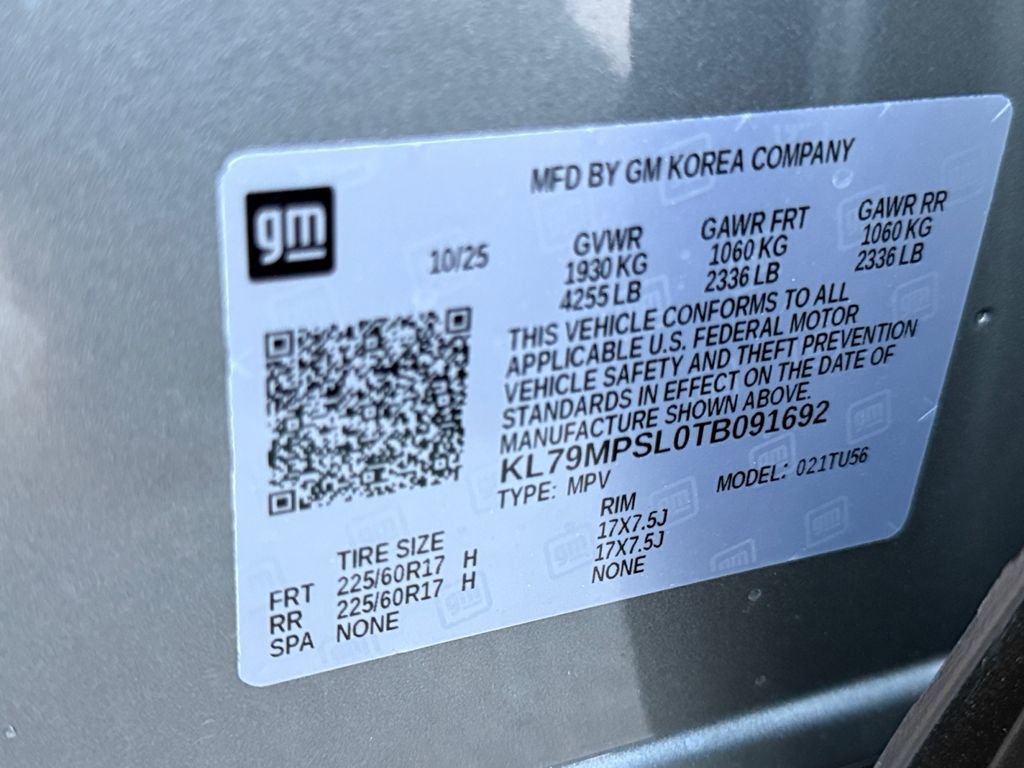 gm
MFD BY GM KOREA COMPANY
10/25
GVWR GAWR FRT GAWR RR
1930 KG 1060 KG 1060 KG
4255 LB 2336 LB 2336 LB
THIS VEHICLE CONFORMS TO ALL
APPLICABLE U.S. FEDERAL MOTOR
VEHICLE SAFETY AND THEFT PREVENTION
STANDARDS IN EFFECT ON THE DATE OF
MANUFACTURE SHOWN ABOVE.
KL79MPSL0TB091692
TYPE: MPV MODEL: 021TU56
TIRE SIZE RIM
FRT 225/60R17 H 17X7.5J
RR 225/60R17 H 17X7.5J
SPA NONE NONE